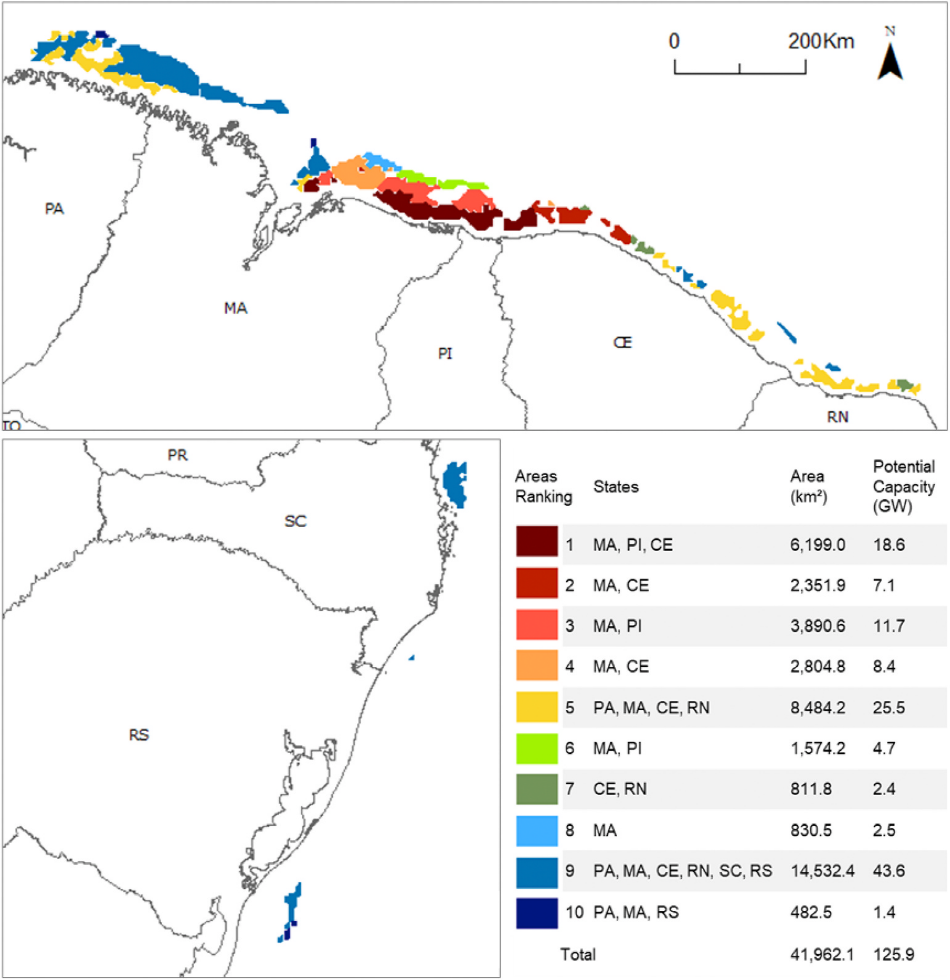 0 200Km
N
PA
MA
PI
CE
RN
TO
PR
SC
RS
Areas Ranking States Area (km²) Potential Capacity (GW)
1 MA, PI, CE 6,199.0 18.6
2 MA, CE 2,351.9 7.1
3 MA, PI 3,890.6 11.7
4 MA, CE 2,804.8 8.4
5 PA, MA, CE, RN 8,484.2 25.5
6 MA, PI 1,574.2 4.7
7 CE, RN 811.8 2.4
8 MA 830.5 2.5
9 PA, MA, CE, RN, SC, RS 14,532.4 43.6
10 PA, MA, RS 482.5 1.4
Total 41,962.1 125.9